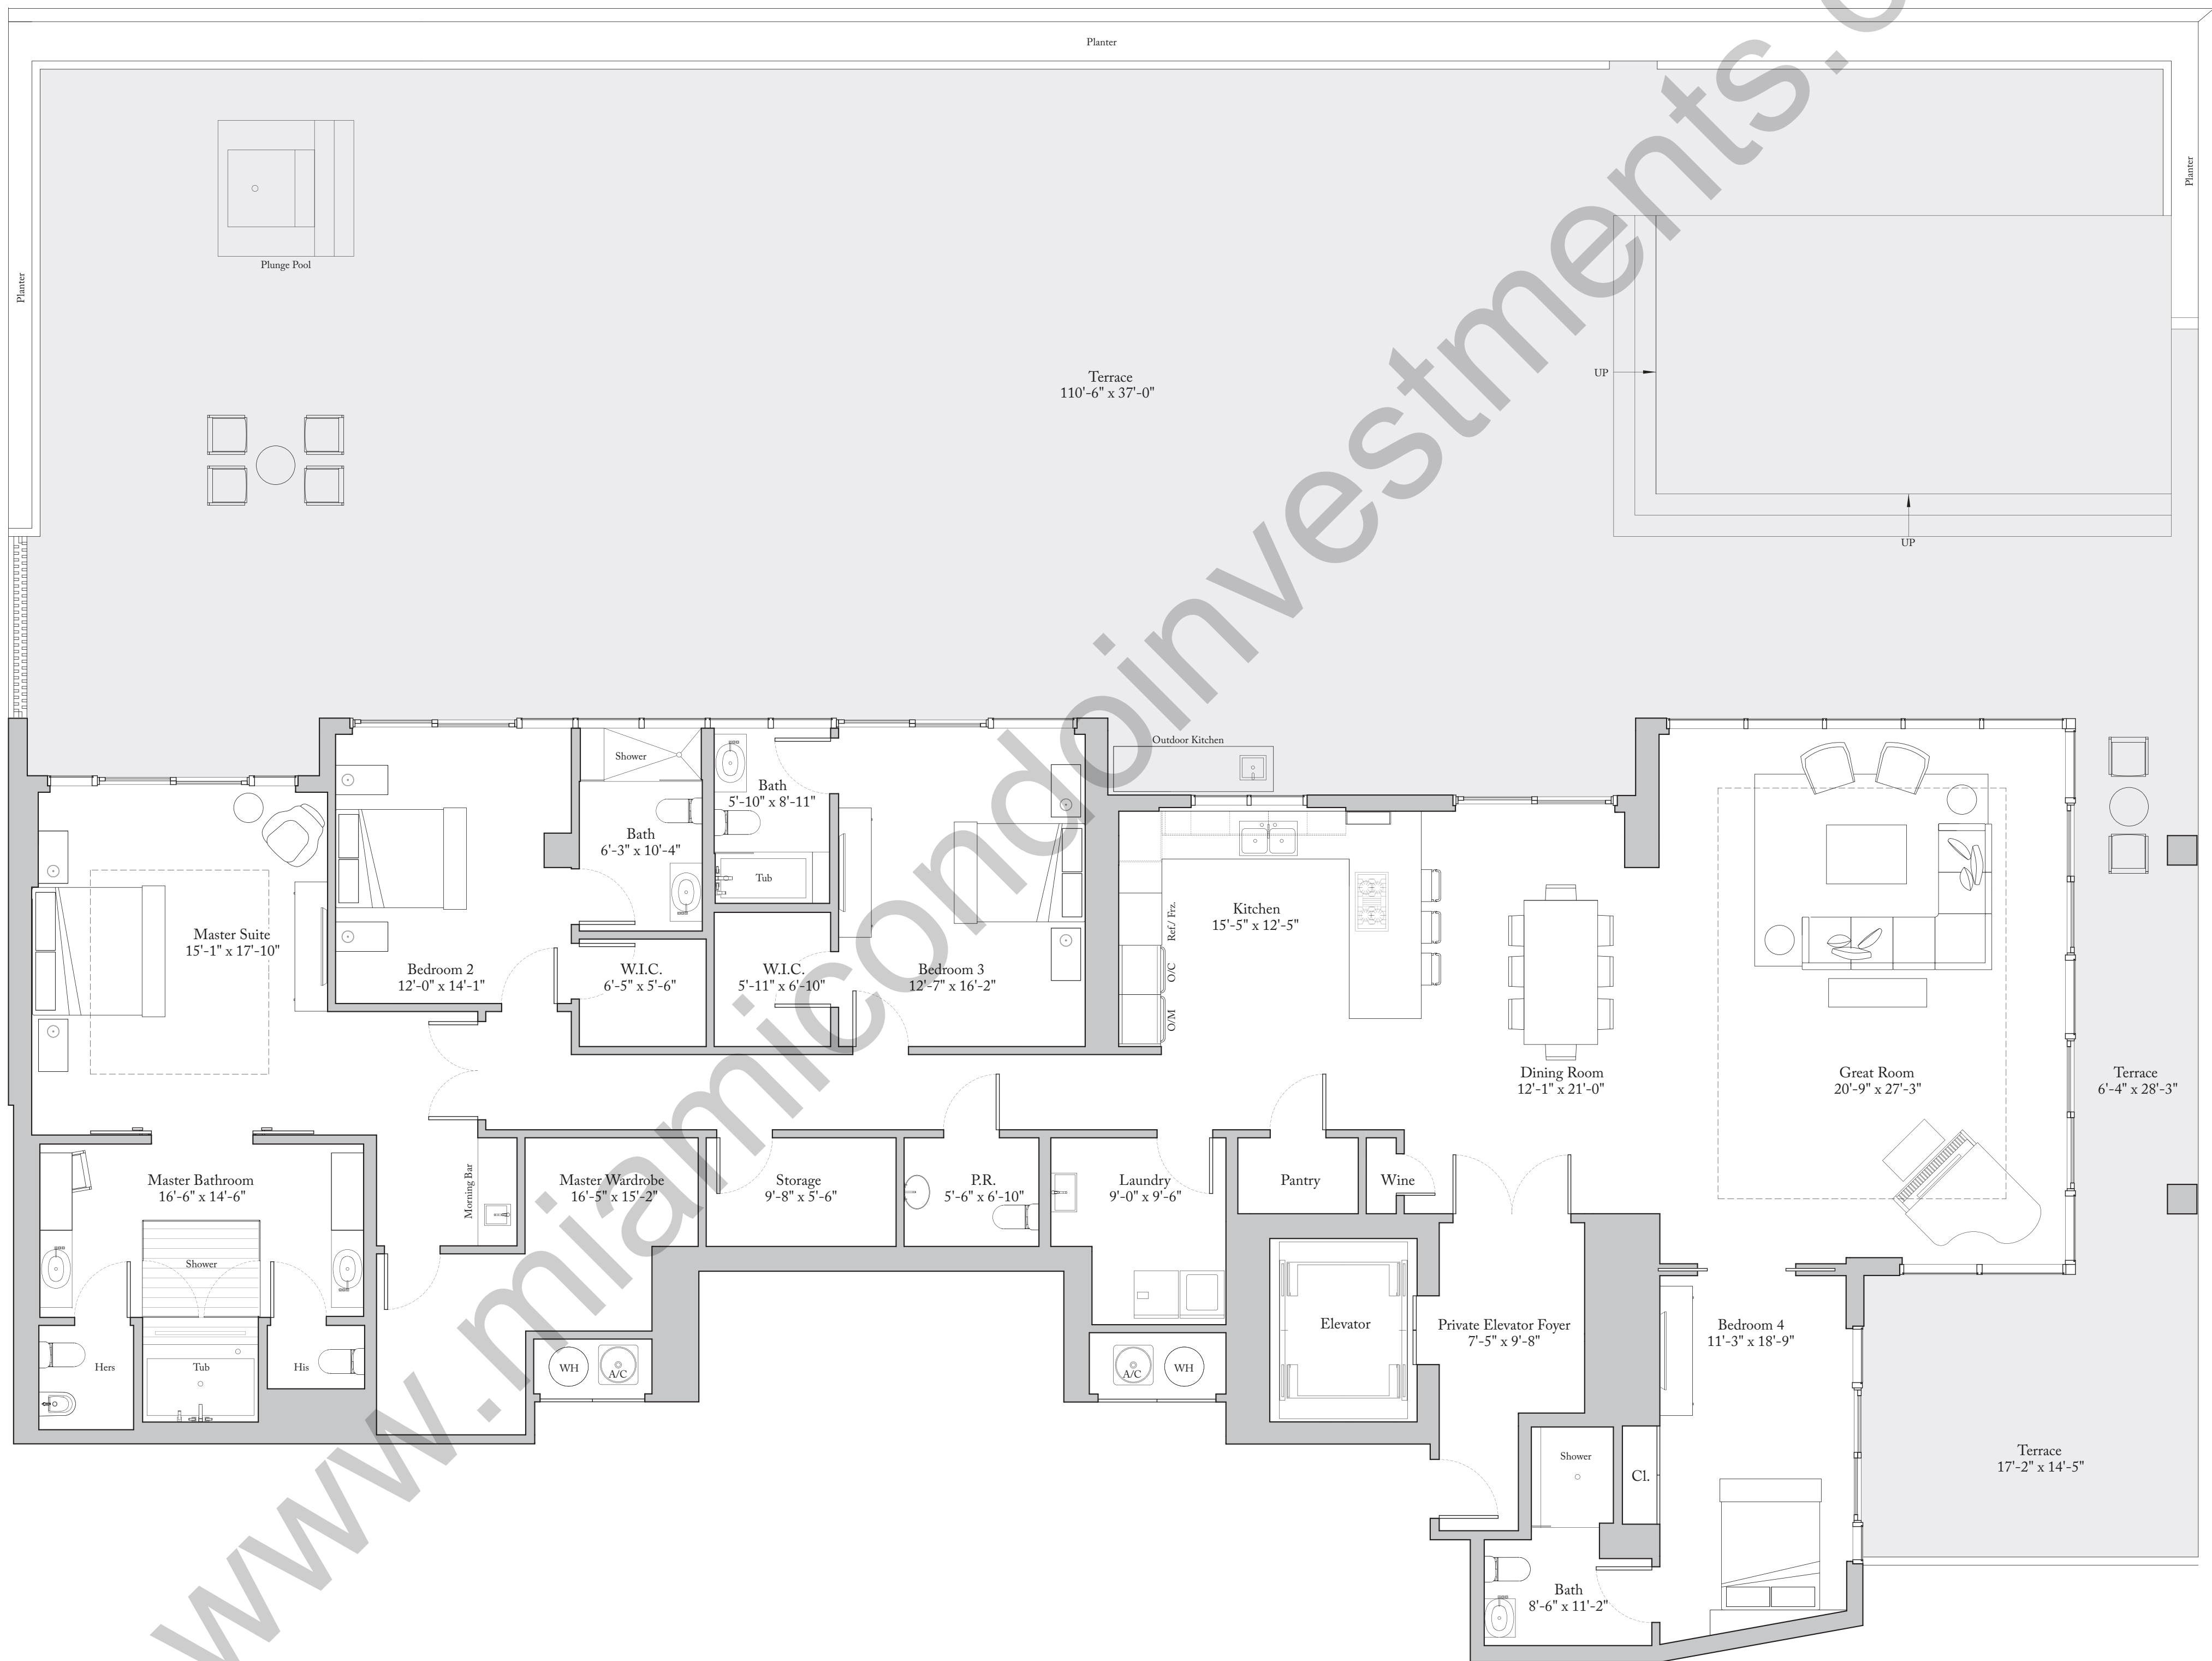 Planter
Planter
Planter
Plunge Pool
Terrace
110'-6" x 37'-0"
UP
UP
Outdoor Kitchen
Shower
Bath
5'-10" x 8'-11"
Bath
6'-3" x 10'-4"
Tub
Master Suite
15'-1" x 17'-10"
Bedroom 2
12'-0" x 14'-1"
W.I.C.
6'-5" x 5'-6"
W.I.C.
5'-11" x 6'-10"
Bedroom 3
12'-7" x 16'-2"
Kitchen
15'-5" x 12'-5"
Ref./ Frz.
O/C
O/M
Dining Room
12'-1" x 21'-0"
Great Room
20'-9" x 27'-3"
Terrace
6'-4" x 28'-3"
Master Bathroom
16'-6" x 14'-6"
Morning Bar
Master Wardrobe
16'-5" x 15'-2"
Storage
9'-8" x 5'-6"
P.R.
5'-6" x 6'-10"
Laundry
9'-0" x 9'-6"
Pantry
Wine
Shower
Hers
Tub
His
WH
A/C
A/C
WH
Elevator
Private Elevator Foyer
7'-5" x 9'-8"
Bedroom 4
11'-3" x 18'-9"
Shower
Cl.
Terrace
17'-2" x 14'-5"
Bath
8'-6" x 11'-2"
www.miamicondoinvestments.c